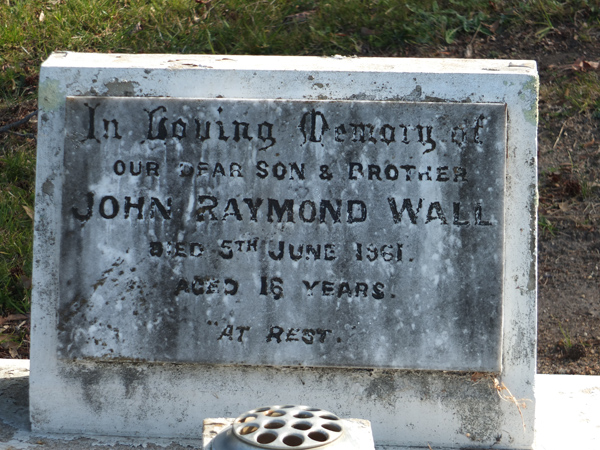 In Loving Memory of
OUR DEAR SON & BROTHER
JOHN RAYMOND WALL
DIED 5TH JUNE 1961.
AGED 16 YEARS.
"AT REST."